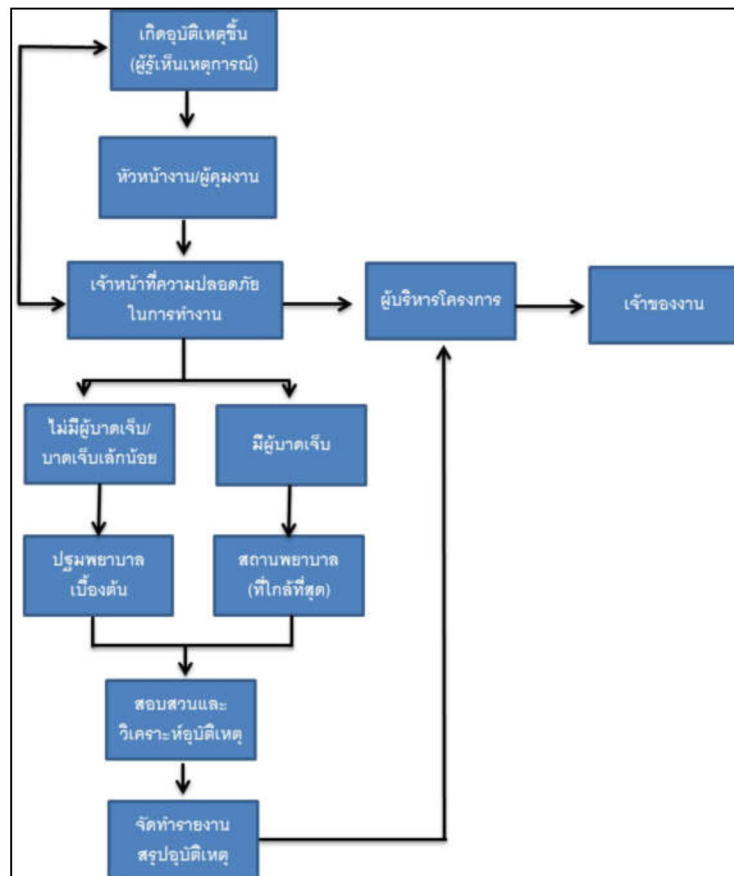 เกิดอุบัติเหตุขึ้น
(ผู้รู้เห็นเหตุการณ์)
หัวหน้างาน/ผู้คุมงาน
เจ้าหน้าที่ความปลอดภัย
ในการทำงาน
ผู้บริหารโครงการ
เจ้าของงาน
ไม่มีผู้บาดเจ็บ/
บาดเจ็บเล้กน้อย
มีผู้บาดเจ็บ
ปฐมพยาบาล
เบื้องต้น
สถานพยาบาล
(ที่ใกล้ที่สุด)
สอบสวนและ
วิเคราะห์อุบัติเหตุ
จัดทำรายงาน
สรุปอุบัติเหตุ